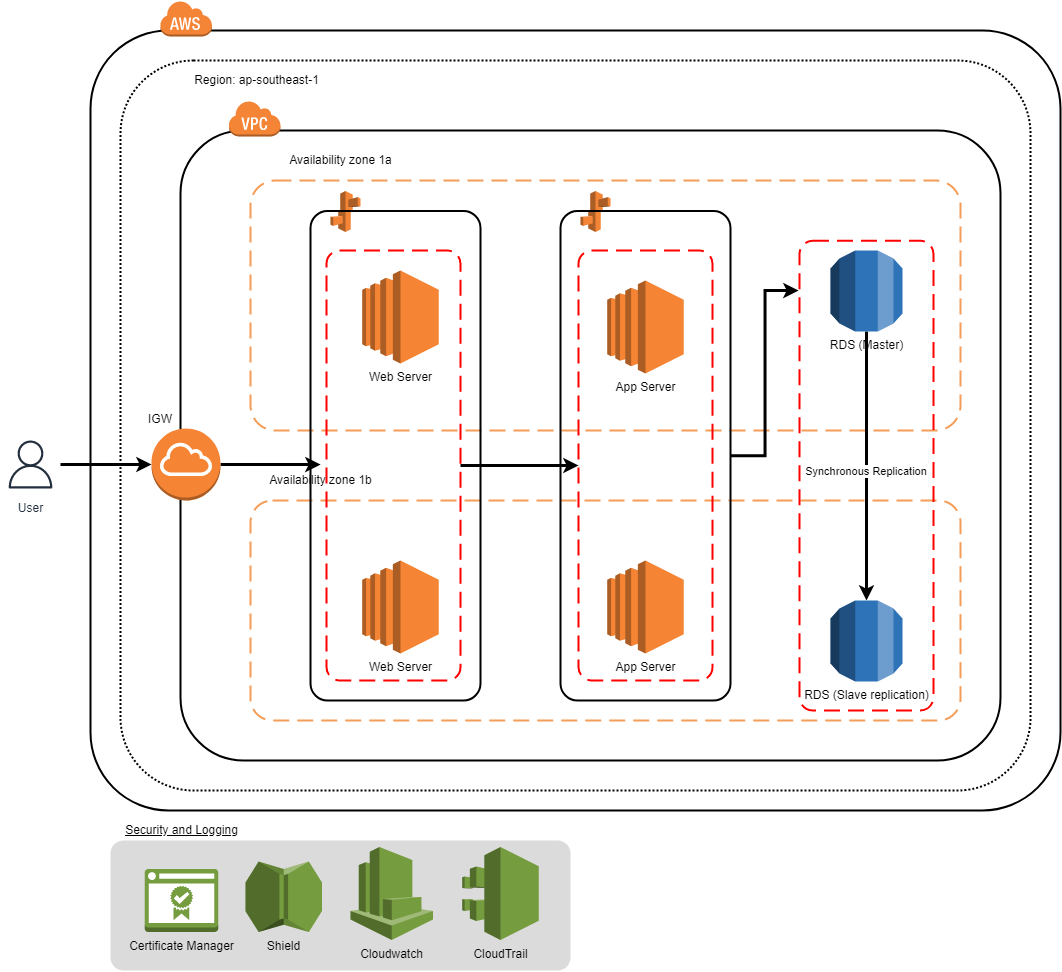 AWS
Region: ap-southeast-1
VPC
Availability zone 1a
Web Server
App Server
RDS (Master)
IGW
User
Availability zone 1b
Synchronous Replication
Web Server
App Server
RDS (Slave replication)
Security and Logging
Certificate Manager
Shield
Cloudwatch
CloudTrail